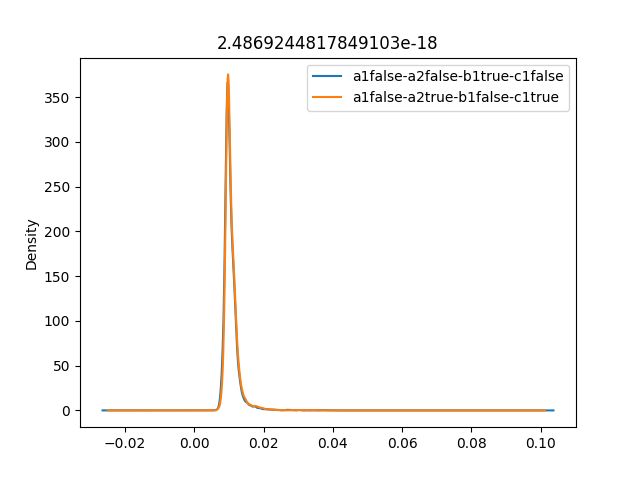 2.4869244817849103e-18
a1false-a2false-b1true-c1false
a1false-a2true-b1false-c1true
Density
350
300
250
200
150
100
50
0
−0.02 0.00 0.02 0.04 0.06 0.08 0.10